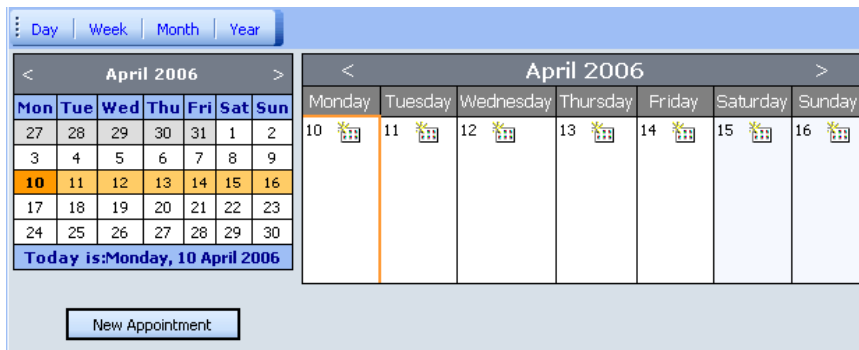 Day Week Month Year
< April 2006 >
Mon Tue Wed Thu Fri Sat Sun
27 28 29 30 31 1 2
3 4 5 6 7 8 9
10 11 12 13 14 15 16
17 18 19 20 21 22 23
24 25 26 27 28 29 30
Today is:Monday, 10 April 2006
New Appointment
< April 2006 >
Monday Tuesday Wednesday Thursday Friday Saturday Sunday
10 11 12 13 14 15 16